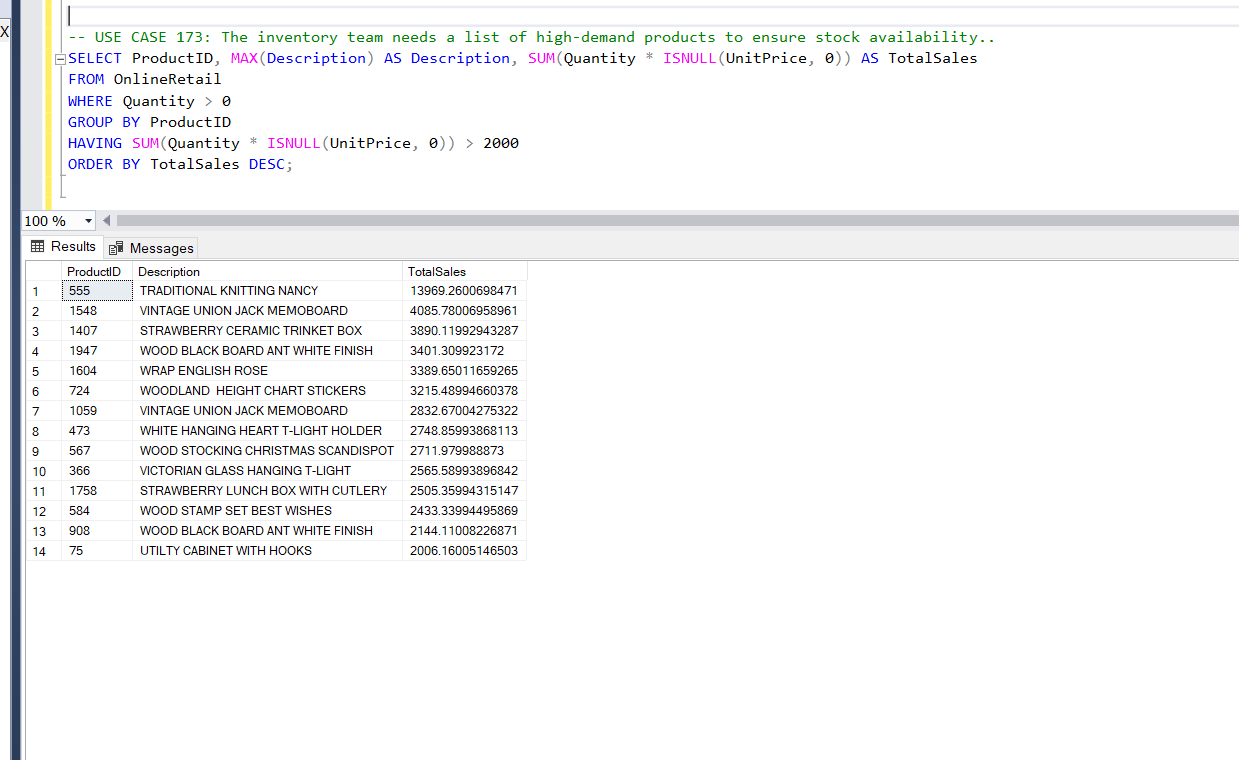 X
-- USE CASE 173: The inventory team needs a list of high-demand products to ensure stock availability..
SELECT ProductID, MAX(Description) AS Description, SUM(Quantity * ISNULL(UnitPrice, 0)) AS TotalSales
FROM OnlineRetail
WHERE Quantity > 0
GROUP BY ProductID
HAVING SUM(Quantity * ISNULL(UnitPrice, 0)) > 2000
ORDER BY TotalSales DESC;
100 %
Results Messages
ProductID Description TotalSales
1 555 TRADITIONAL KNITTING NANCY 13969.2600698471
2 1548 VINTAGE UNION JACK MEMOBOARD 4085.78006958961
3 1407 STRAWBERRY CERAMIC TRINKET BOX 3890.11992943287
4 1947 WOOD BLACK BOARD ANT WHITE FINISH 3401.309923172
5 1604 WRAP ENGLISH ROSE 3389.65011659265
6 724 WOODLAND  HEIGHT CHART STICKERS 3215.48994660378
7 1059 VINTAGE UNION JACK MEMOBOARD 2832.67004275322
8 473 WHITE HANGING HEART T-LIGHT HOLDER 2748.85993868113
9 567 WOOD STOCKING CHRISTMAS SCANDISPOT 2711.979988873
10 366 VICTORIAN GLASS HANGING T-LIGHT 2565.58993896842
11 1758 STRAWBERRY LUNCH BOX WITH CUTLERY 2505.35994315147
12 584 WOOD STAMP SET BEST WISHES 2433.33994495869
13 908 WOOD BLACK BOARD ANT WHITE FINISH 2144.11008226871
14 75 UTILTY CABINET WITH HOOKS 2006.16005146503